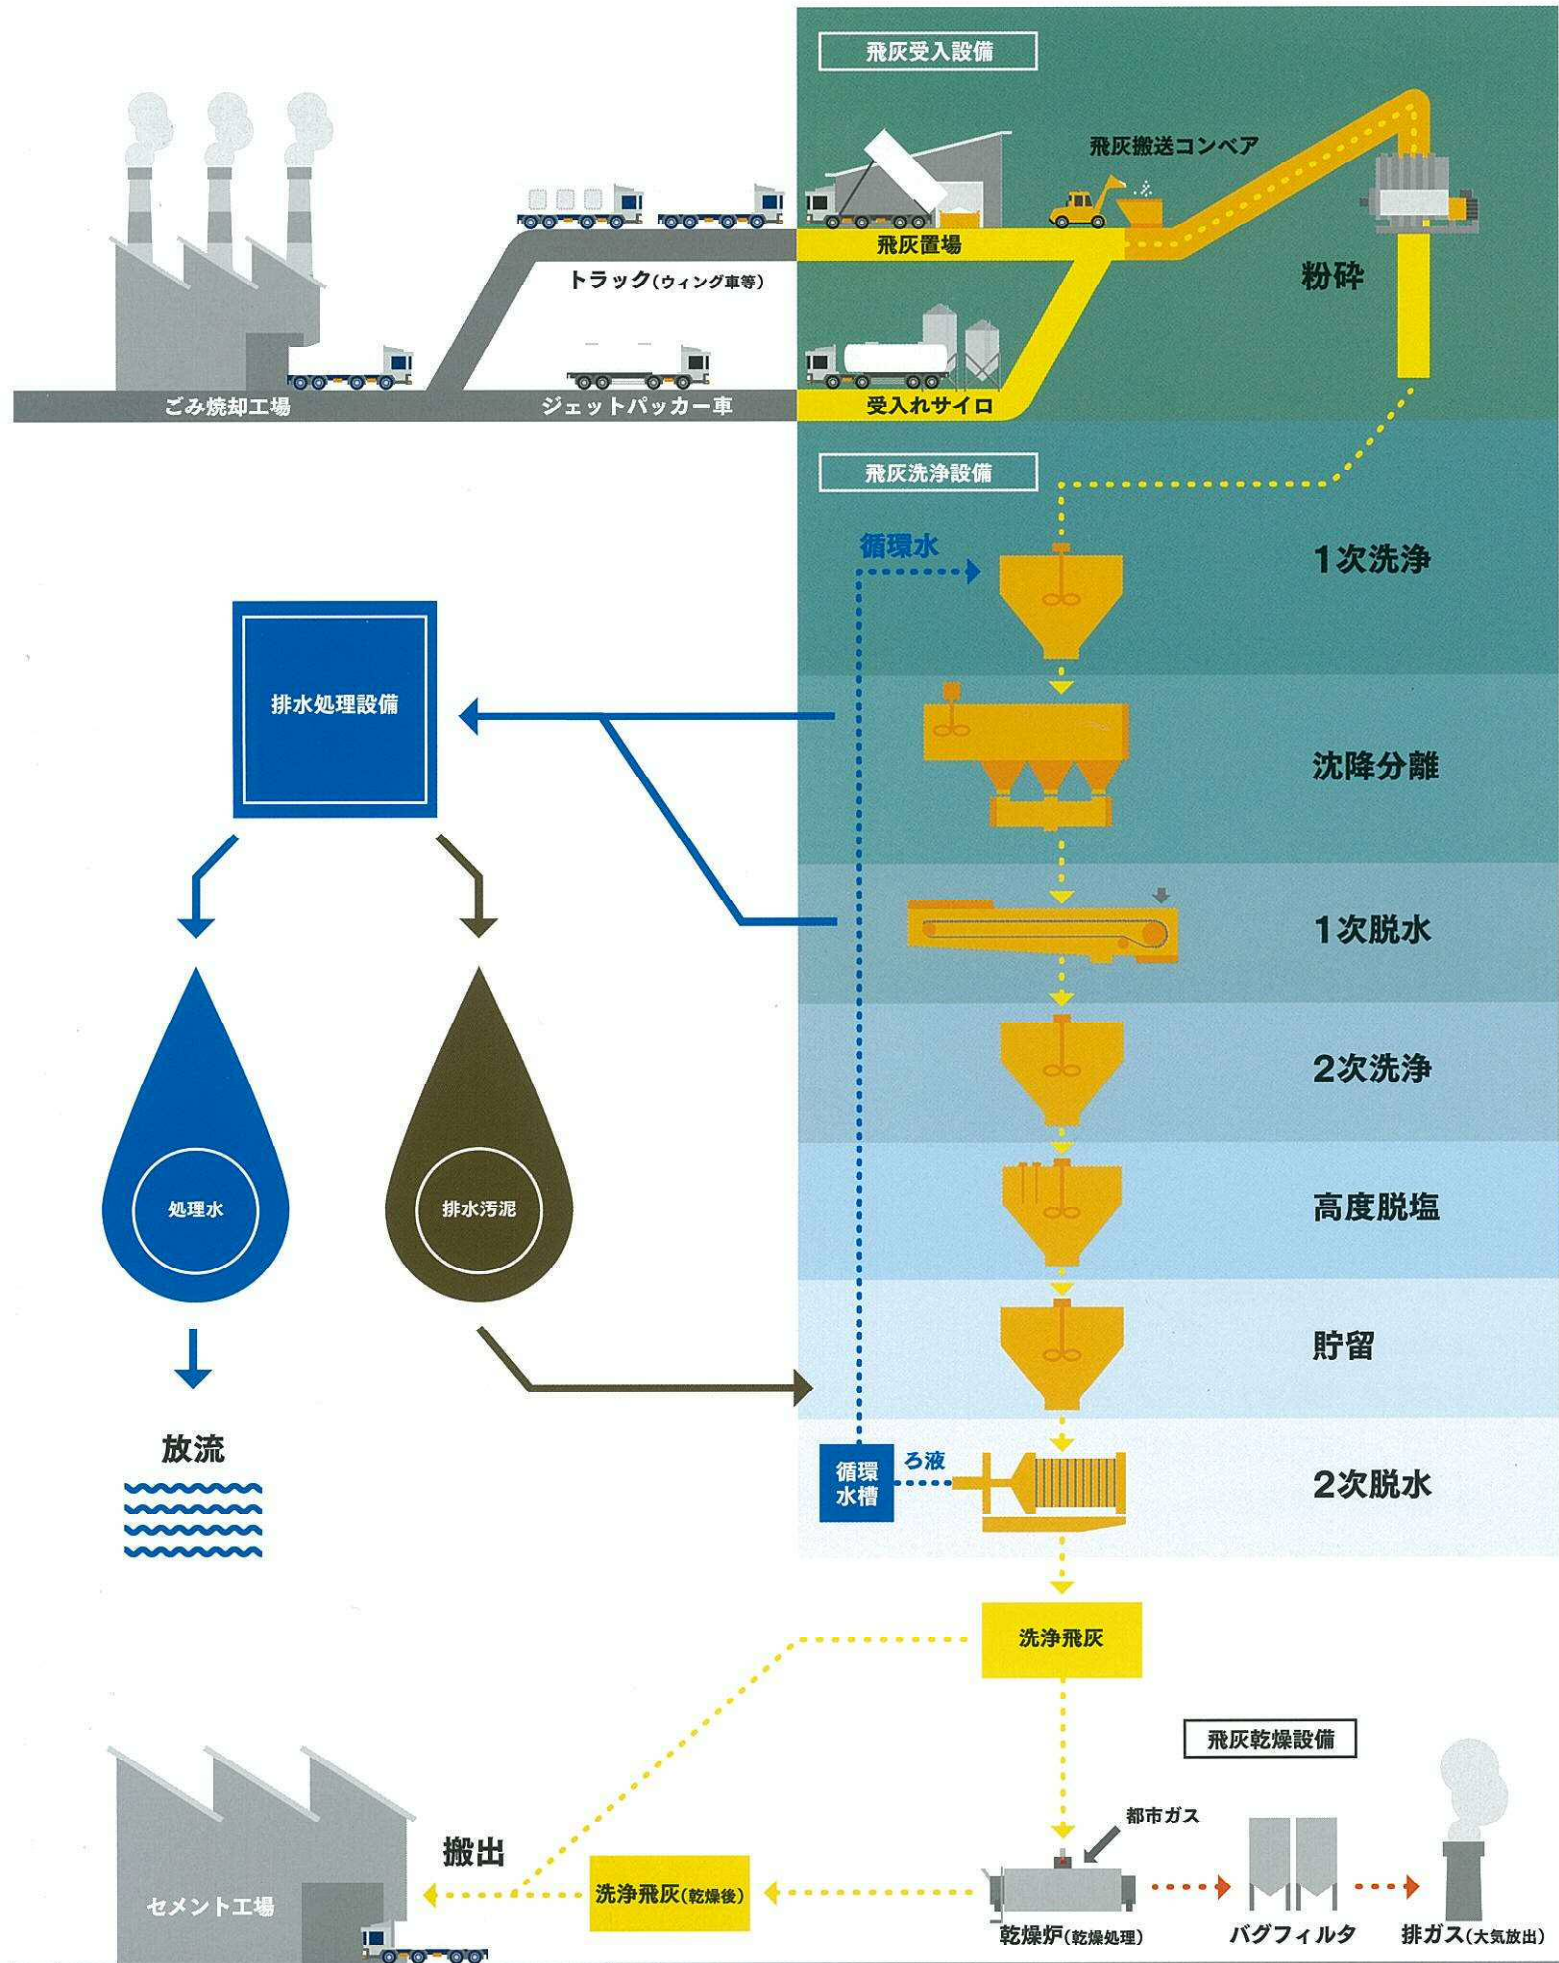 飛灰受入設備
飛灰搬送コンベア
飛灰置場
トラック(ウィング車等)
粉砕
ごみ焼却工場
ジェットパッカー車
受入れサイロ
飛灰洗浄設備
循環水
1次洗浄
排水処理設備
沈降分離
1次脱水
2次洗浄
処理水
排水汚泥
高度脱塩
貯留
放流
循環
水槽
ろ液
2次脱水
洗浄飛灰
飛灰乾燥設備
都市ガス
搬出
セメント工場
洗浄飛灰(乾燥後)
乾燥炉(乾燥処理)
バグフィルタ
排ガス(大気放出)